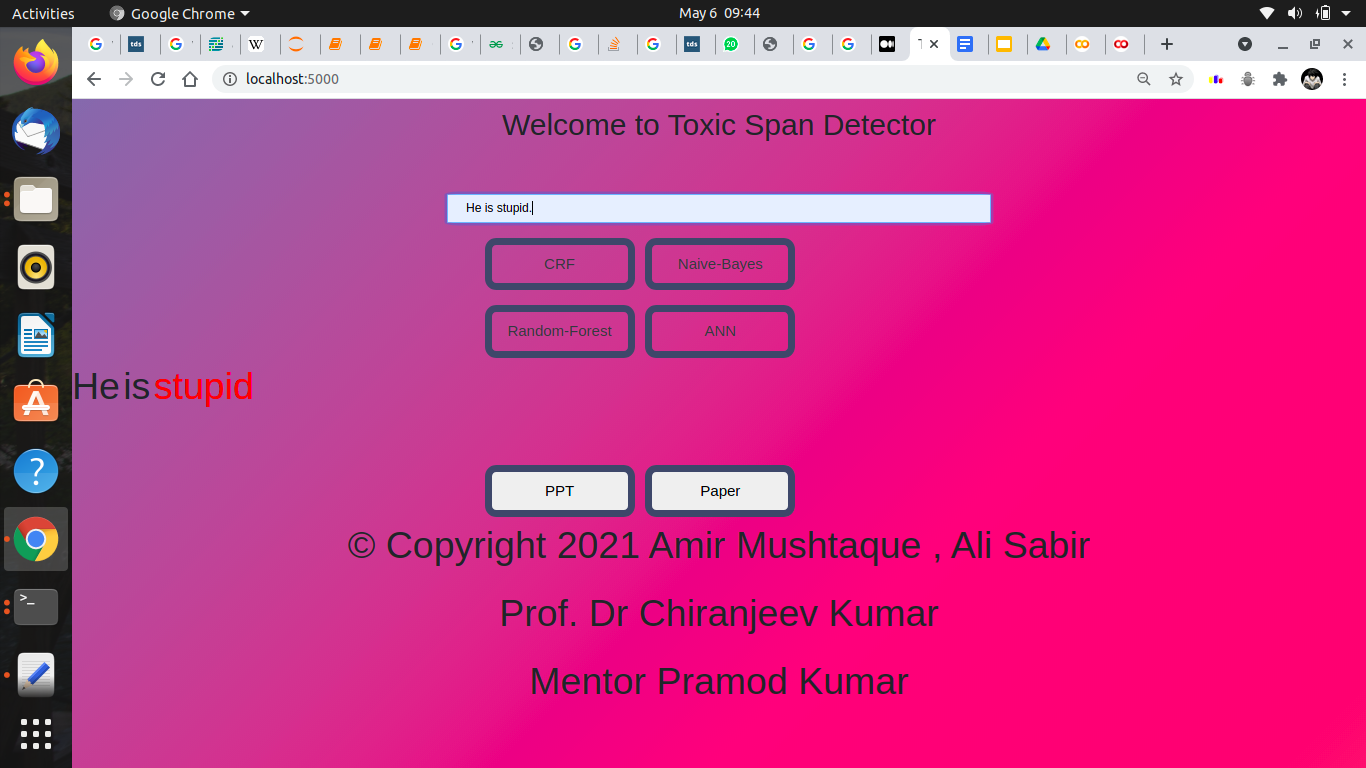 Activities Google Chrome May 6 09:44
tds W tds 20 T
localhost:5000
Welcome to Toxic Span Detector
He is stupid.
CRF Naive-Bayes
Random-Forest ANN
He is stupid
PPT Paper
© Copyright 2021 Amir Mushtaque , Ali Sabir
Prof. Dr Chiranjeev Kumar
Mentor Pramod Kumar